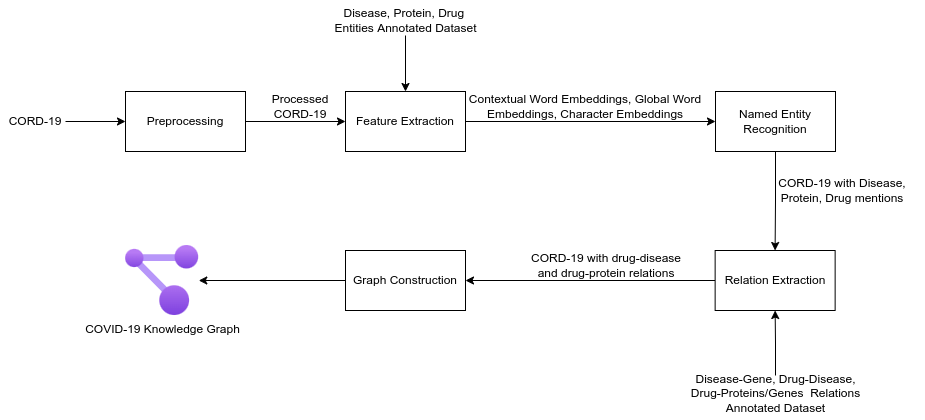 Disease, Protein, Drug
Entities Annotated Dataset
CORD-19
Preprocessing
Processed
CORD-19
Feature Extraction
Contextual Word Embeddings, Global Word
Embeddings, Character Embeddings
Named Entity
Recognition
CORD-19 with Disease,
Protein, Drug mentions
Relation Extraction
CORD-19 with drug-disease
and drug-protein relations
Graph Construction
COVID-19 Knowledge Graph
Disease-Gene, Drug-Disease,
Drug-Proteins/Genes Relations
Annotated Dataset